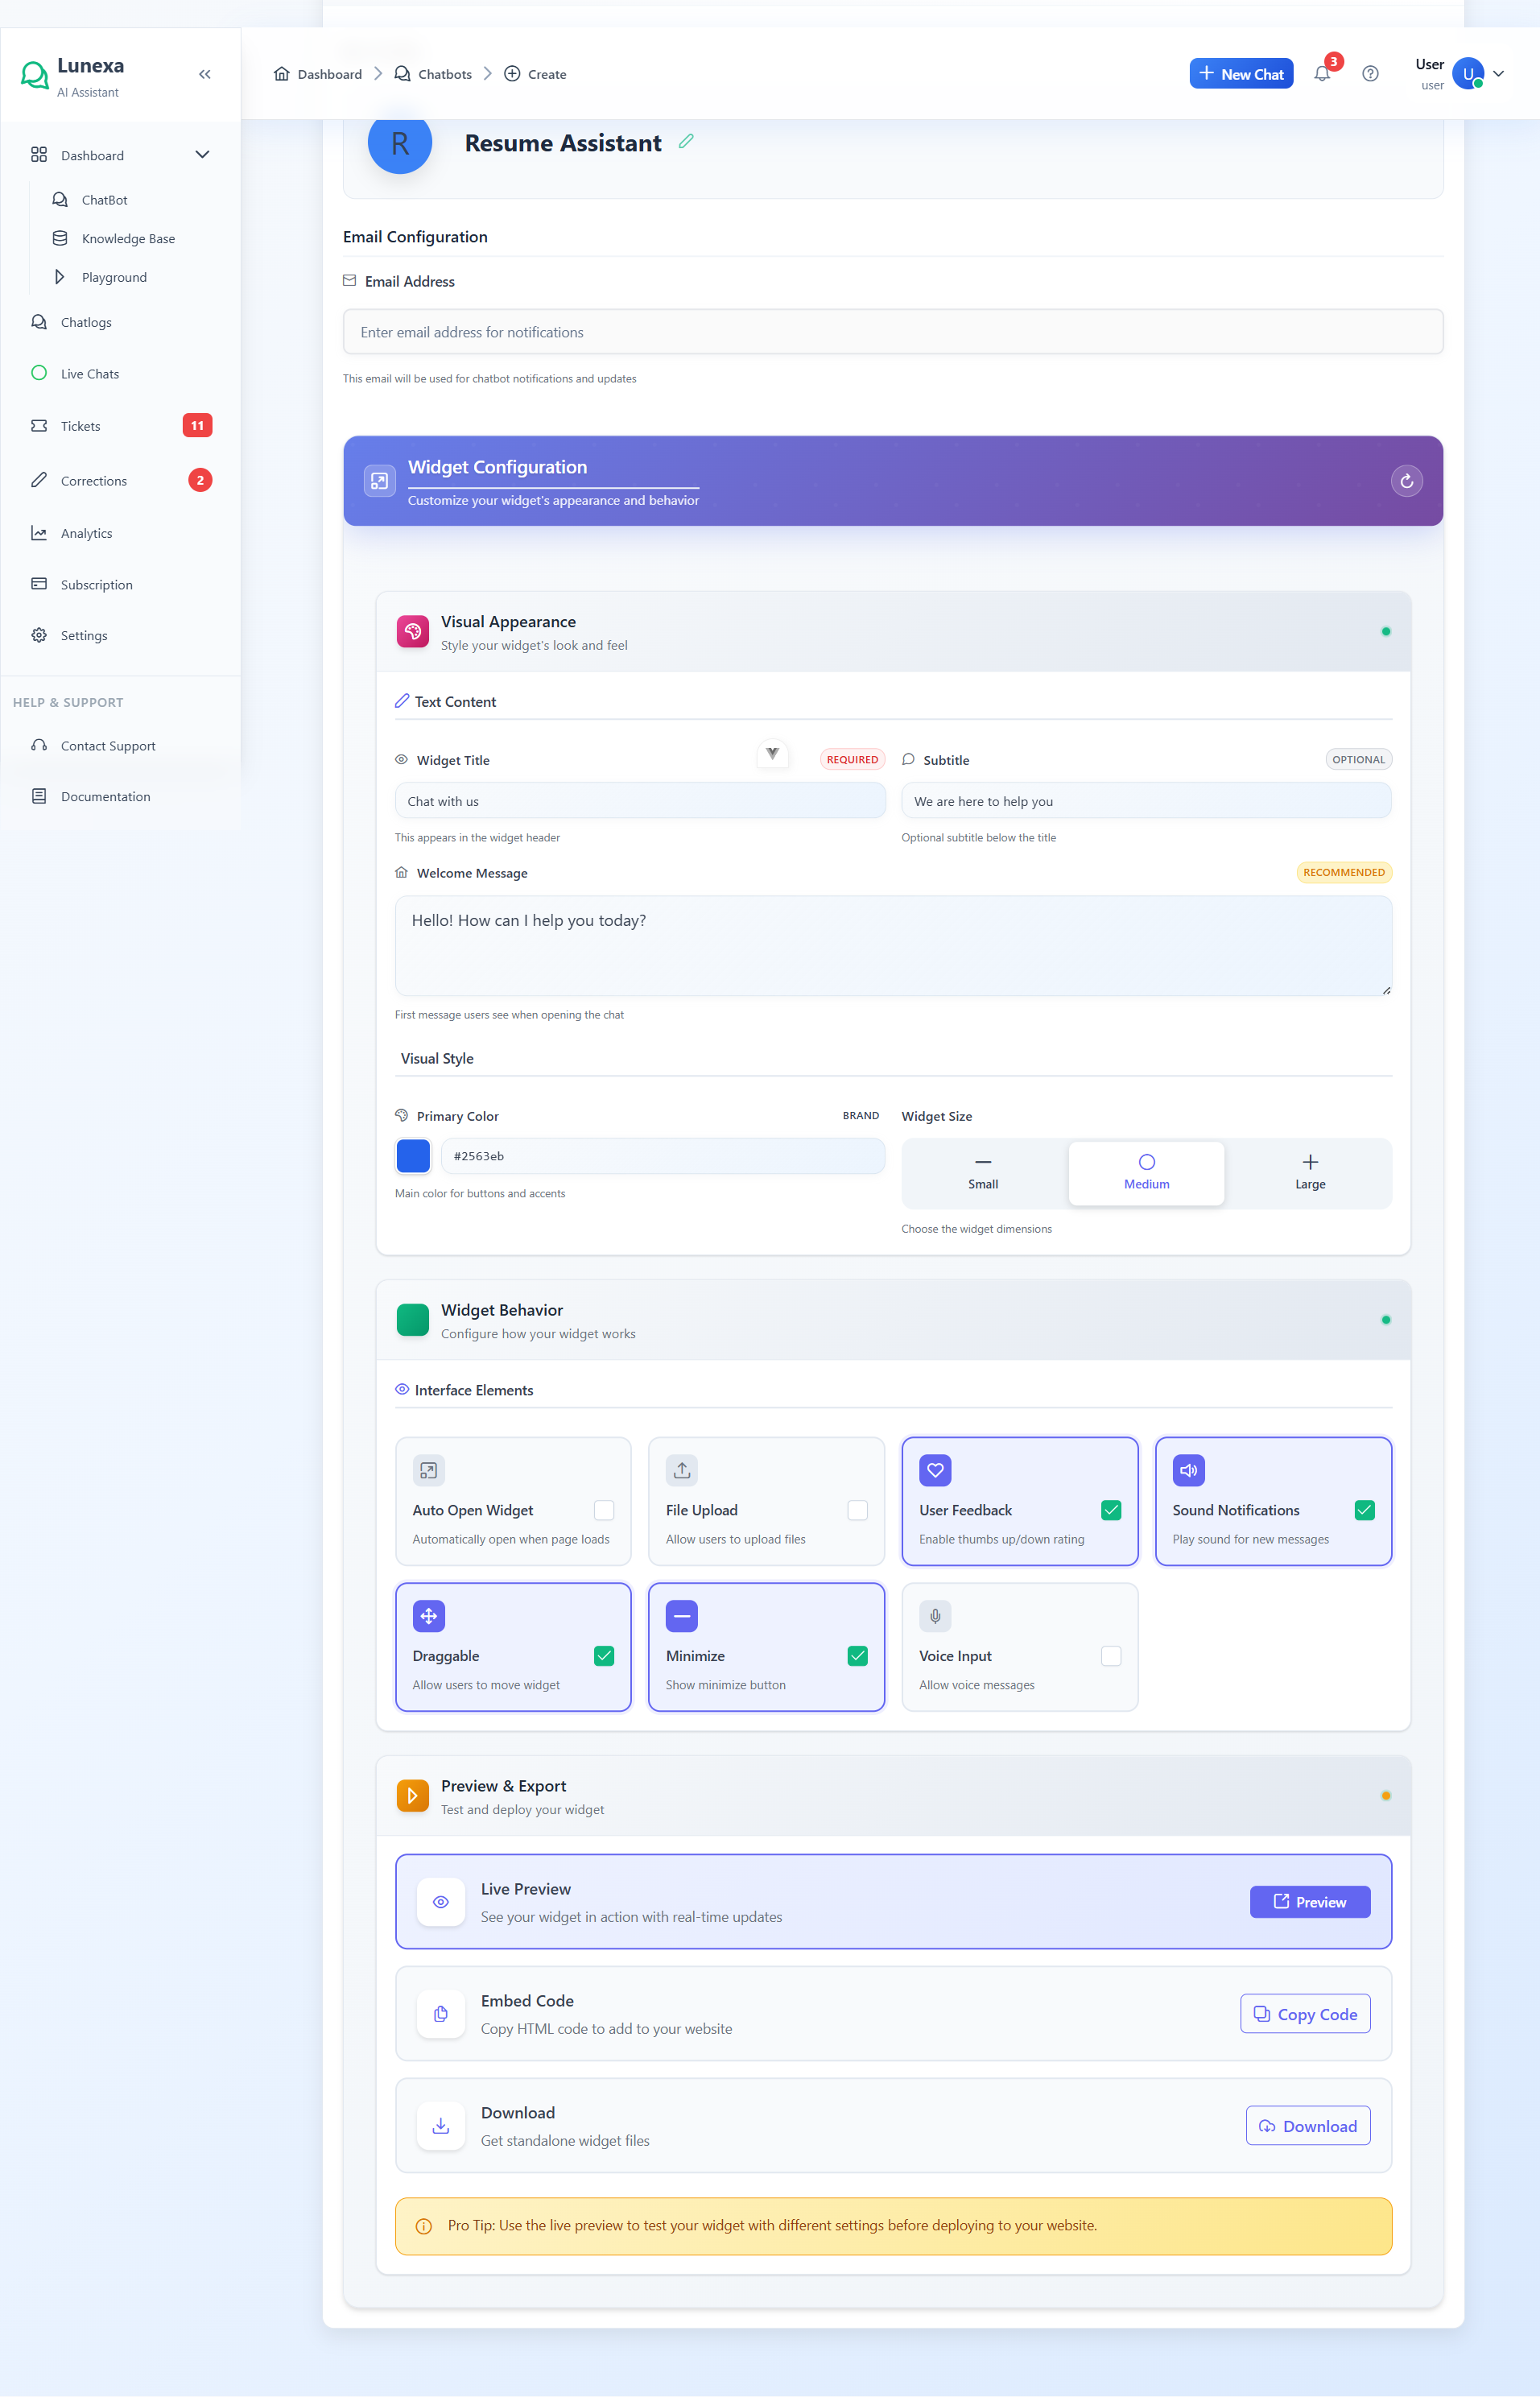 Lunexa
AI Assistant
Dashboard
Chatbots
Create
New Chat
3
User
user
U
Dashboard
ChatBot
Knowledge Base
Playground
Chatlogs
Live Chats
Tickets
11
Corrections
2
Analytics
Subscription
Settings
HELP & SUPPORT
Contact Support
Documentation
R
Resume Assistant
Email Configuration
Email Address
Enter email address for notifications
This email will be used for chatbot notifications and updates
Widget Configuration
Customize your widget's appearance and behavior
Visual Appearance
Style your widget's look and feel
Text Content
Widget Title
REQUIRED
Chat with us
This appears in the widget header
Subtitle
OPTIONAL
We are here to help you
Optional subtitle below the title
Welcome Message
RECOMMENDED
Hello! How can I help you today?
First message users see when opening the chat
Visual Style
Primary Color
BRAND
#2563eb
Main color for buttons and accents
Widget Size
Small
Medium
Large
Choose the widget dimensions
Widget Behavior
Configure how your widget works
Interface Elements
Auto Open Widget
Automatically open when page loads
File Upload
Allow users to upload files
User Feedback
Enable thumbs up/down rating
Sound Notifications
Play sound for new messages
Draggable
Allow users to move widget
Minimize
Show minimize button
Voice Input
Allow voice messages
Preview & Export
Test and deploy your widget
Live Preview
See your widget in action with real-time updates
Preview
Embed Code
Copy HTML code to add to your website
Copy Code
Download
Get standalone widget files
Download
Pro Tip: Use the live preview to test your widget with different settings before deploying to your website.